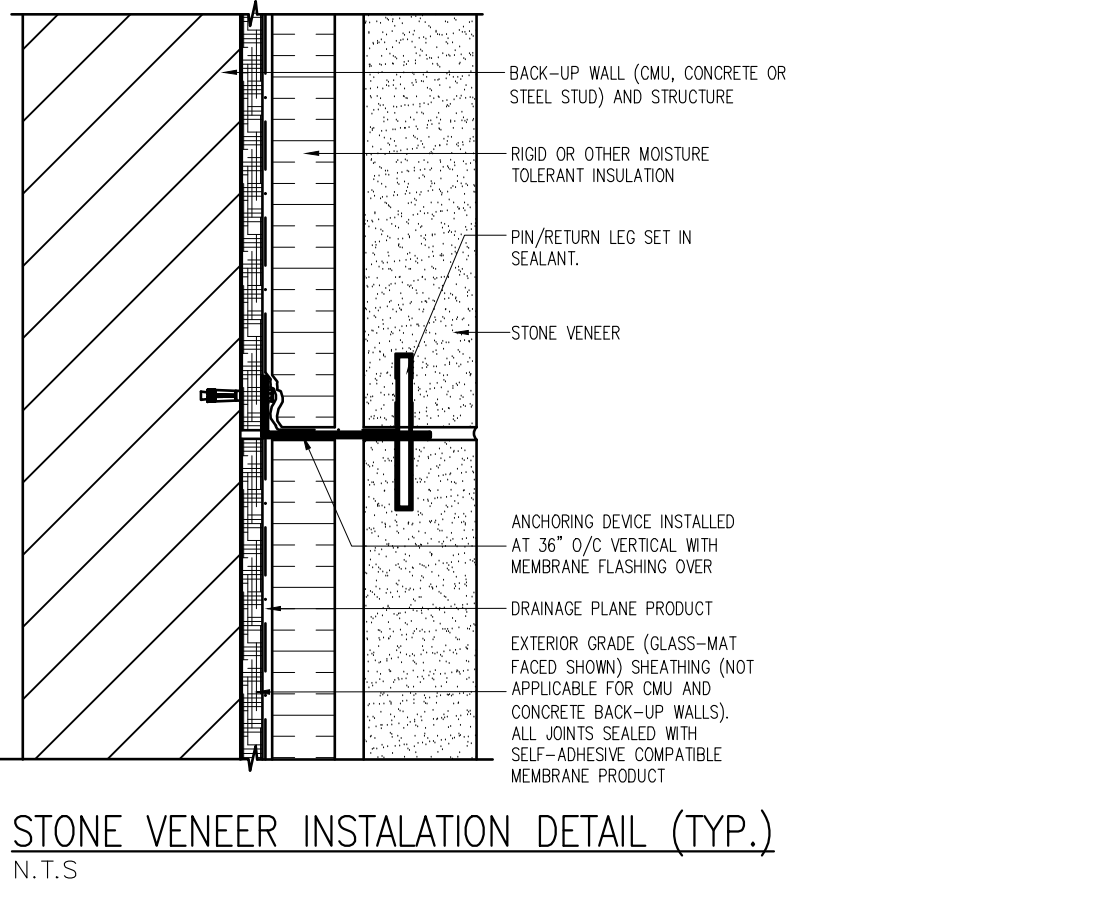 BACK-UP WALL (CMU, CONCRETE OR
STEEL STUD) AND STRUCTURE
RIGID OR OTHER MOISTURE
TOLERANT INSULATION
PIN/RETURN LEG SET IN
SEALANT.
STONE VENEER
ANCHORING DEVICE INSTALLED
AT 36" O/C VERTICAL WITH
MEMBRANE FLASHING OVER
DRAINAGE PLANE PRODUCT
EXTERIOR GRADE (GLASS-MAT
FACED SHOWN) SHEATHING (NOT
APPLICABLE FOR CMU AND
CONCRETE BACK-UP WALLS).
ALL JOINTS SEALED WITH
SELF-ADHESIVE COMPATIBLE
MEMBRANE PRODUCT
STONE VENEER INSTALATION DETAIL (TYP.)
N.T.S